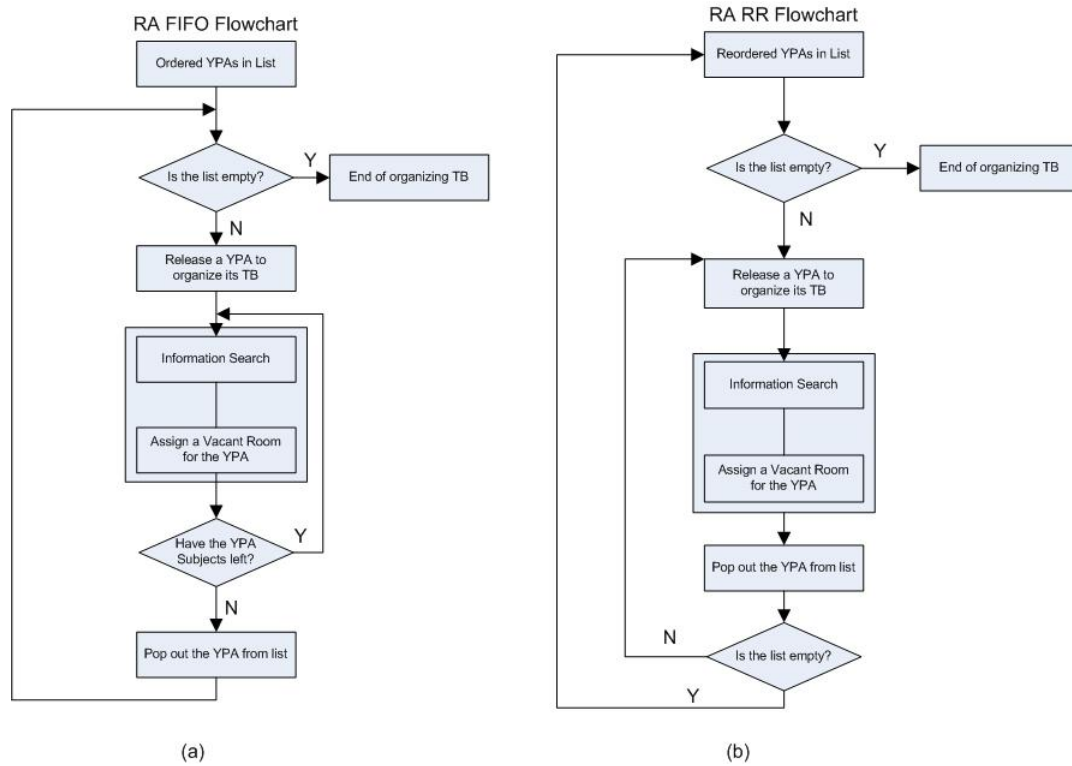 RA FIFO Flowchart
Ordered YPAs in List
Is the list empty?
Y
End of organizing TB
N
Release a YPA to
organize its TB
Information Search
Assign a Vacant Room
for the YPA
Have the YPA
Subjects left?
Y
N
Pop out the YPA from list
(a)
RA RR Flowchart
Reordered YPAs in List
Is the list empty?
Y
End of organizing TB
N
Release a YPA to
organize its TB
Information Search
Assign a Vacant Room
for the YPA
Pop out the YPA from list
Is the list empty?
N
Y
(b)